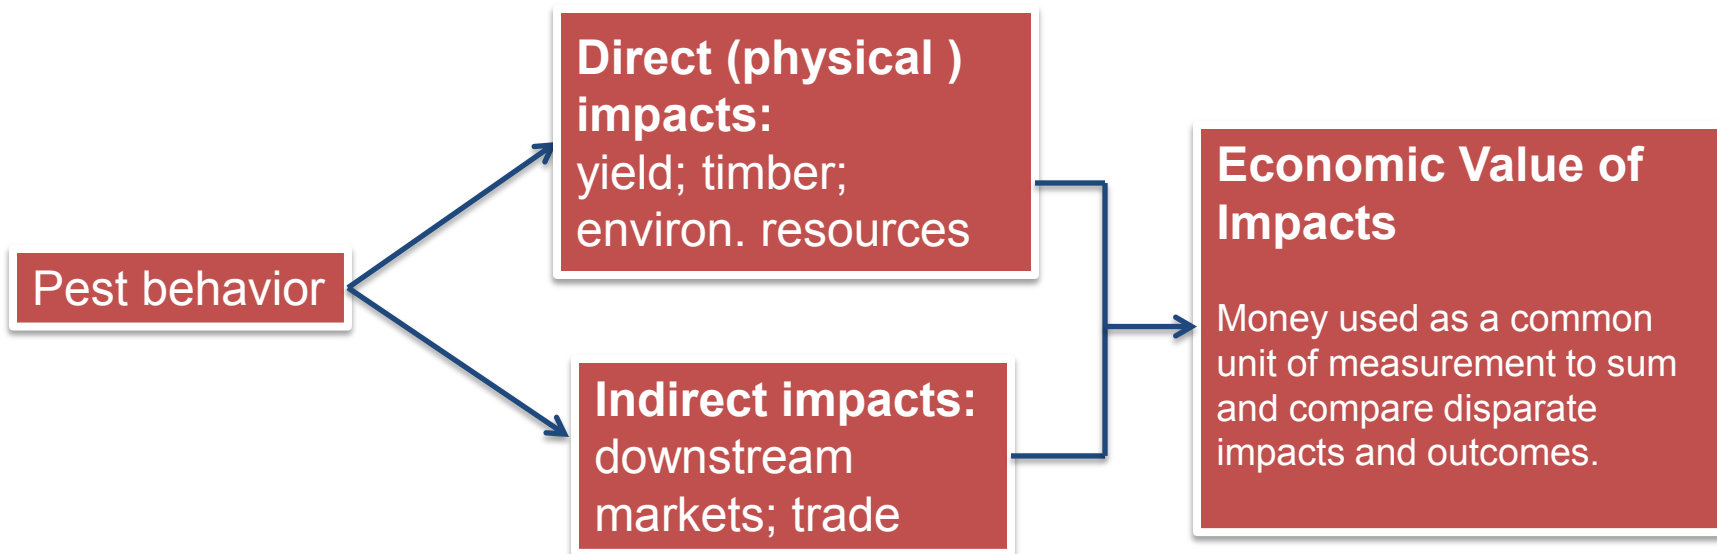 Pest behavior
Direct (physical )
impacts:
yield; timber;
environ. resources
Indirect impacts:
downstream
markets; trade
Economic Value of
Impacts
Money used as a common
unit of measurement to sum
and compare disparate
impacts and outcomes.